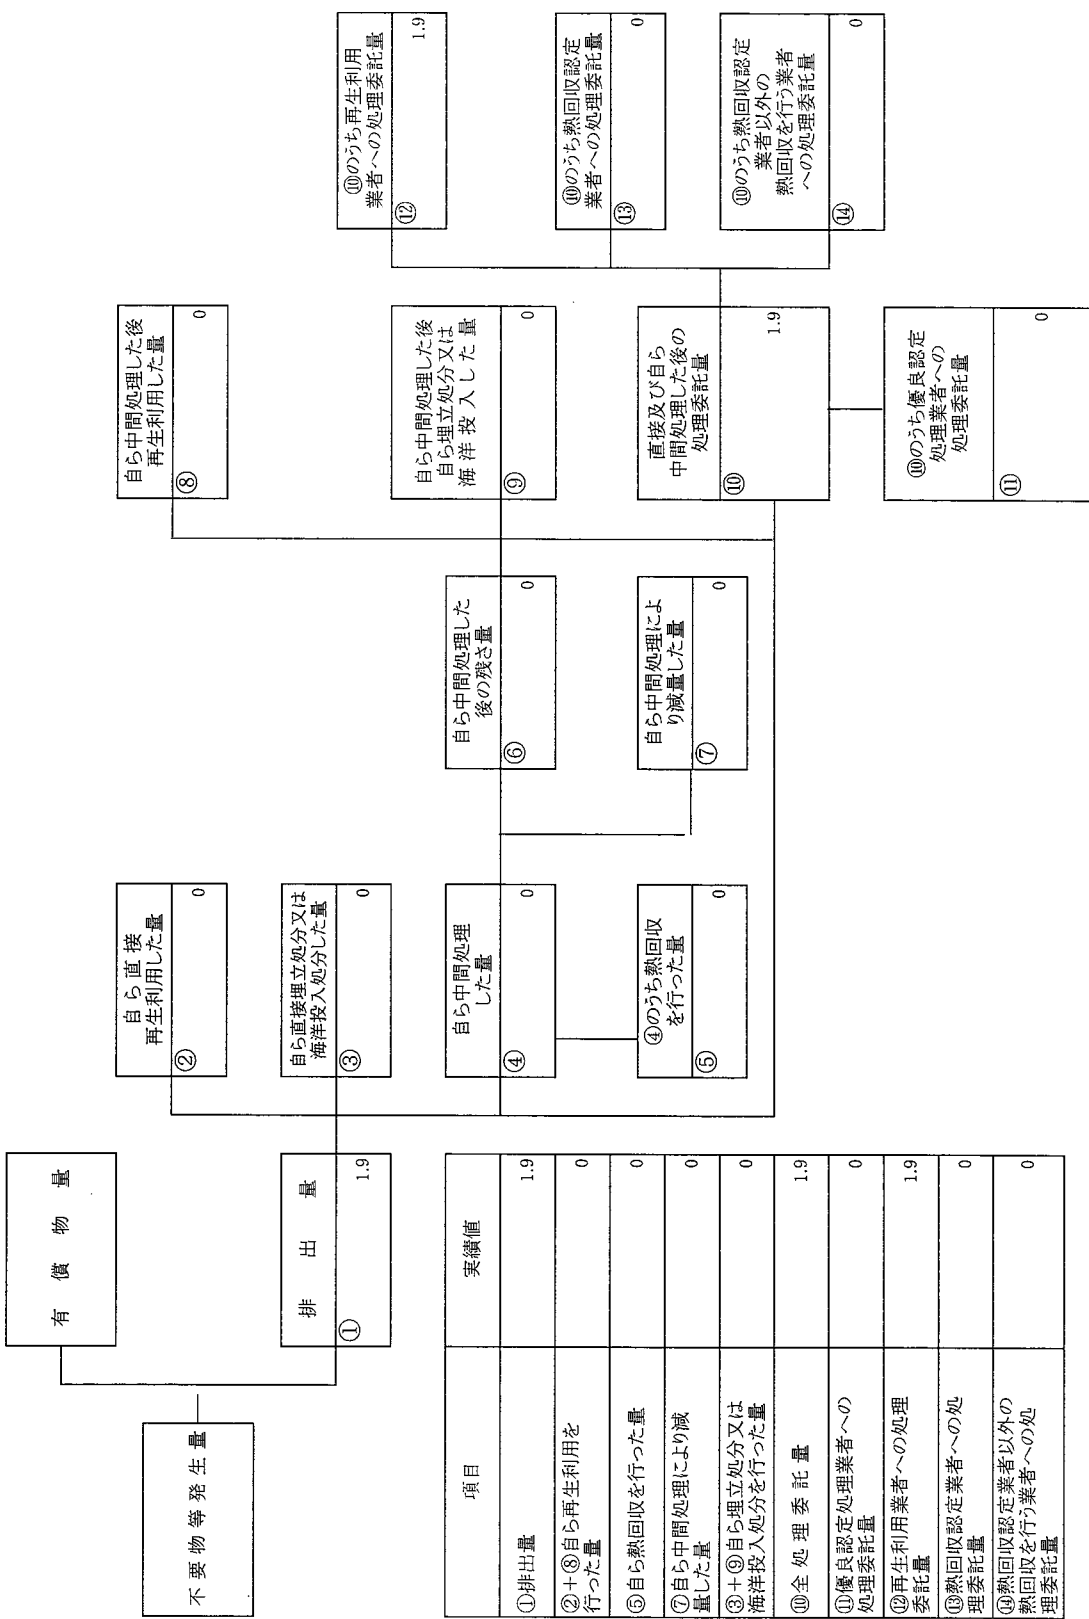 不要物等発生量
有償物量
排出量
①
1.9
自ら直接
再生利用した量
②
0
自ら直接埋立処分又は
海洋投入処分した量
③
0
自ら中間処理
した量
④
0
④のうち熱回収
を行った量
⑤
0
自ら中間処理した
後の残さ量
⑥
0
自ら中間処理によ
り減量した量
⑦
0
自ら中間処理した後
再生利用した量
⑧
0
自ら中間処理した後
自ら埋立処分又は
海洋投入した量
⑨
0
直接及び自ら
中間処理した後の
処理委託量
⑩
1.9
⑩のうち優良認定
処理業者への
処理委託量
⑪
0
⑩のうち再生利用
業者への処理委託量
⑫
1.9
⑩のうち熱回収認定
業者への処理委託量
⑬
0
⑩のうち熱回収認定
業者以外の
熱回収を行う業者
への処理委託量
⑭
0
項目
実績値
①排出量
1.9
②+⑧自ら再生利用を
行った量
0
⑤自ら熱回収を行った量
0
⑦自ら中間処理により減
量した量
0
③+⑨自ら埋立処分又は
海洋投入処分を行った量
0
⑩全処理委託量
1.9
⑪優良認定処理業者への
処理委託量
0
⑫再生利用業者への処理
委託量
1.9
⑬熱回収認定業者への処
理委託量
0
⑭熱回収認定業者以外の
熱回収を行う業者への処
理委託量
0